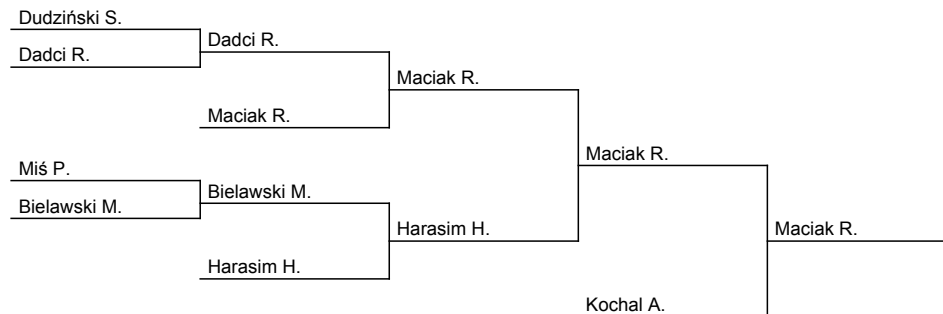 Dudziński S.
Dadci R.
Dadci R.
Maciak R.
Maciak R.
Maciak R.
Miś P.
Bielawski M.
Bielawski M.
Harasim H.
Maciak R.
Harasim H.
Kochal A.